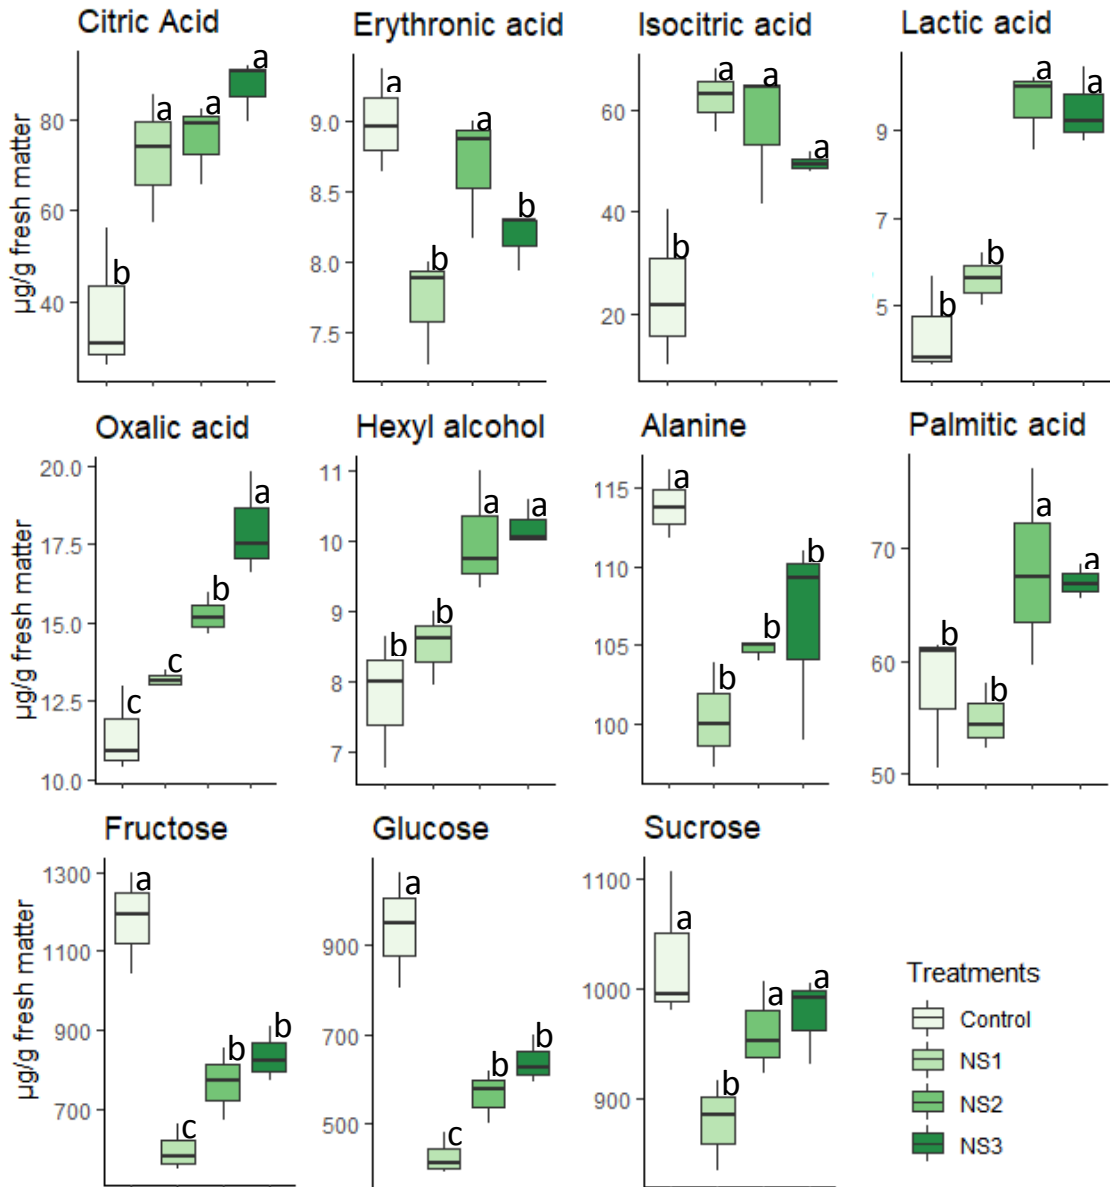 Citric Acid
Erythronic acid
Isocitric acid
Lactic acid
µg/g fresh matter
80
60
40
b
a
a
a
9.0
8.5
8.0
7.5
a
b
a
b
60
40
20
b
a
a
a
9
7
5
b
b
a
a
Oxalic acid
Hexyl alcohol
Alanine
Palmitic acid
µg/g fresh matter
20.0
17.5
15.0
12.5
10.0
c
c
b
a
11
10
9
8
7
b
b
a
a
115
110
105
100
a
b
b
b
70
60
50
b
b
a
a
Fructose
Glucose
Sucrose
µg/g fresh matter
1300
1100
900
700
a
c
b
b
900
700
500
a
c
b
b
1100
1000
900
a
b
a
a
Treatments
Control
NS1
NS2
NS3